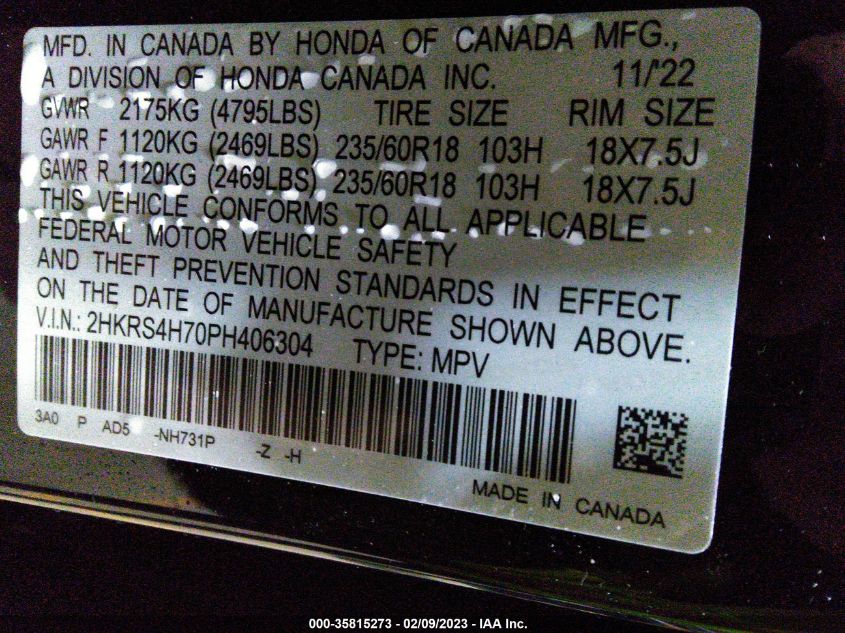 MFD. IN CANADA BY HONDA OF CANADA MFG.,
A DIVISION OF HONDA CANADA INC. 11/'22
GVWR 2175KG (4795LBS) TIRE SIZE RIM SIZE
GAWR F 1120KG (2469LBS) 235/60R18 103H 18X7.5J
GAWR R 1120KG (2469LBS) 235/60R18 103H 18X7.5J
THIS VEHICLE CONFORMS TO ALL APPLICABLE
FEDERAL MOTOR VEHICLE SAFETY
AND THEFT PREVENTION STANDARDS IN EFFECT
ON THE DATE OF MANUFACTURE SHOWN ABOVE.
V.I.N.: 2HKRS4H70PH406304 TYPE: MPV
3A0 P AD5 -NH731P -Z -H
MADE IN CANADA
000-35815273 - 02/09/2023 - IAA Inc.